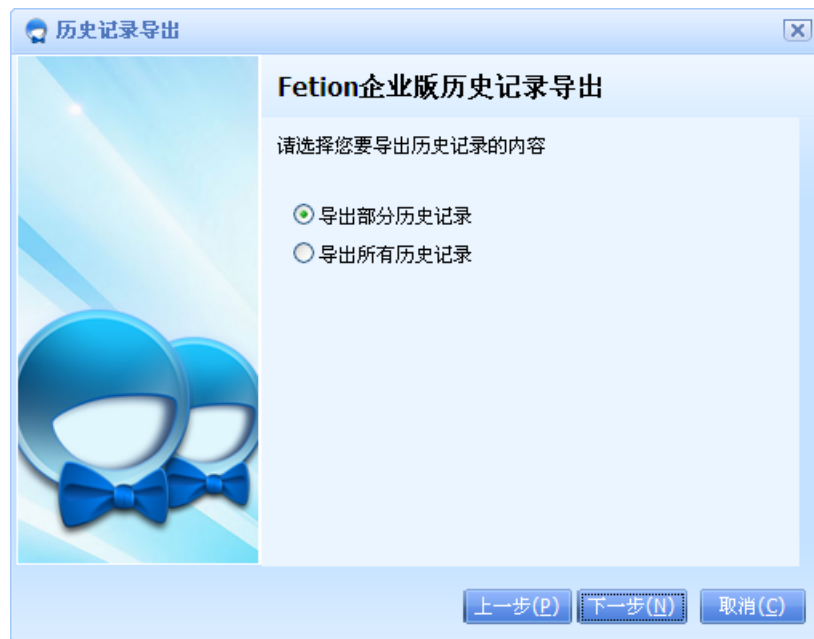 历史记录导出
Fetion企业版历史记录导出
请选择您要导出历史记录的内容
导出部分历史记录
导出所有历史记录
上一步(P) 下一步(N) 取消(C)